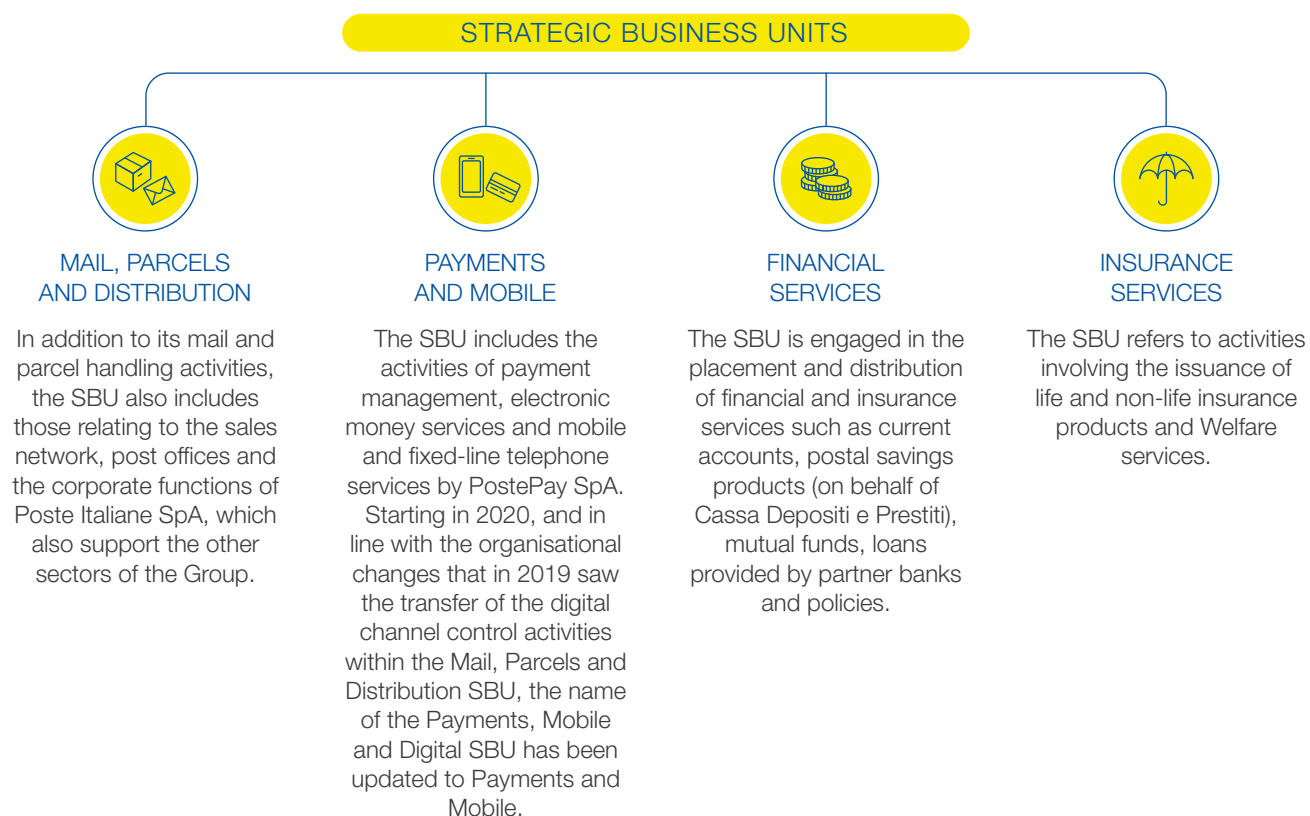 STRATEGIC BUSINESS UNITS
MAIL, PARCELS
AND DISTRIBUTION
In addition to its mail and
parcel handling activities,
the SBU also includes
those relating to the sales
network, post offices and
the corporate functions of
Poste Italiane SpA, which
also support the other
sectors of the Group.
PAYMENTS
AND MOBILE
The SBU includes the
activities of payment
management, electronic
money services and mobile
and fixed-line telephone
services by PostePay SpA.
Starting in 2020, and in
line with the organisational
changes that in 2019 saw
the transfer of the digital
channel control activities
within the Mail, Parcels and
Distribution SBU, the name
of the Payments, Mobile
and Digital SBU has been
updated to Payments and
Mobile.
FINANCIAL
SERVICES
The SBU is engaged in the
placement and distribution
of financial and insurance
services such as current
accounts, postal savings
products (on behalf of
Cassa Depositi e Prestiti),
mutual funds, loans
provided by partner banks
and policies.
INSURANCE
SERVICES
The SBU refers to activities
involving the issuance of
life and non-life insurance
products and Welfare
services.